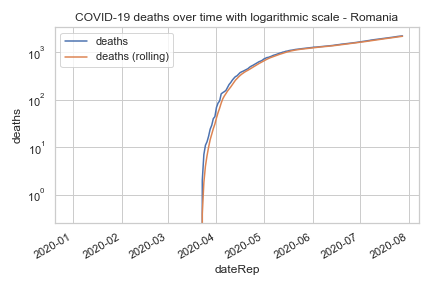 COVID-19 deaths over time with logarithmic scale - Romania
deaths
deaths (rolling)
10³
10²
10¹
10⁰
deaths
2020-01
2020-02
2020-03
2020-04
2020-05
2020-06
2020-07
2020-08
dateRep